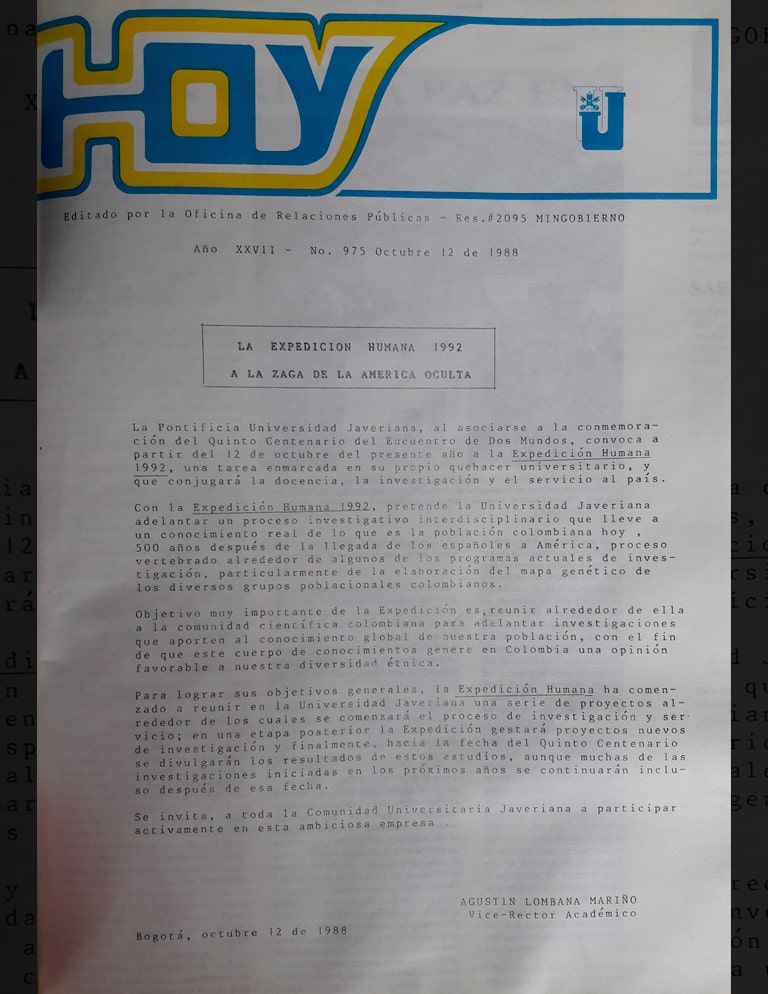 HOY
U
Editado por la Oficina de Relaciones Públicas - Res.#2095 MINGOBIERNO
Año XXVII - No. 975 Octubre 12 de 1988
LA EXPEDICION HUMANA 1992
A LA ZAGA DE LA AMERICA OCULTA
La Pontificia Universidad Javeriana, al asociarse a la conmemora-
ción del Quinto Centenario del Encuentro de Dos Mundos, convoca a
partir del 12 de octubre del presente año a la Expedición Humana
1992, una tarea enmarcada en su propio quehacer universitario, y
que conjugará la docencia, la investigación y el servicio al país.
Con la Expedición Humana 1992, pretende la Universidad Javeriana
adelantar un proceso investigativo interdisciplinario que lleve a
un conocimiento real de lo que es la población colombiana hoy ,
500 años después de la llegada de los españoles a América, proceso
vertebrado alrededor de algunos de los programas actuales de inves-
tigación, particularmente de la elaboración del mapa genético de
los diversos grupos poblacionales colombianos.
Objetivo muy importante de la Expedición es, reunir alrededor de ella
a la comunidad científica colombiana para adelantar investigaciones
que aporten al conocimiento global de nuestra población, con el fin
de que este cuerpo de conocimientos genere en Colombia una opinión
favorable a nuestra diversidad étnica.
Para lograr sus objetivos generales, la Expedición Humana ha comen-
zado a reunir en la Universidad Javeriana una serie de proyectos al-
rededor de los cuales se comenzará el proceso de investigación y ser-
vicio; en una etapa posterior la Expedición gestará proyectos nuevos
de investigación y finalmente, hacia la fecha del Quinto Centenario
se divulgarán los resultados de estos estudios, aunque muchas de las
investigaciones iniciadas en los próximos años se continuarán inclu-
so después de esa fecha.
Se invita, a toda la Comunidad Universitaria Javeriana a participar
activamente en esta ambiciosa empresa .
AGUSTIN LOMBANA MARIÑO
Vice-Rector Académico
Bogotá, octubre 12 de 1988